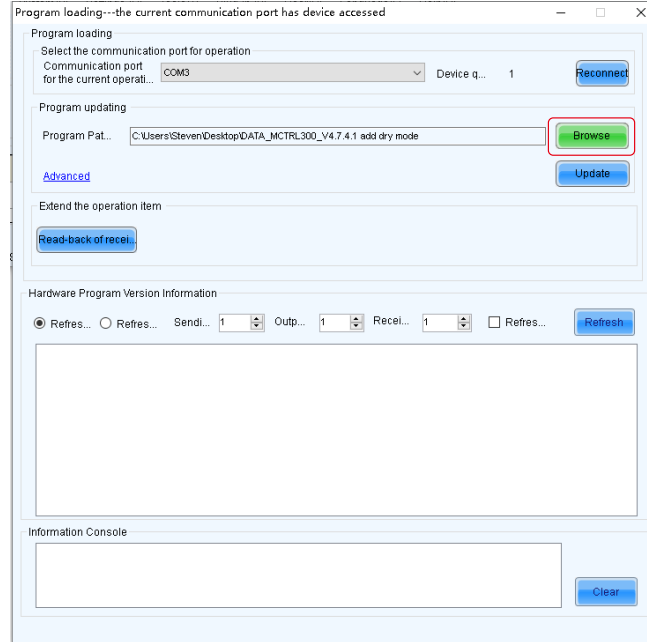 Program loading---the current communication port has device accessed
Program loading
Select the communication port for operation
Communication port
for the current operati...
COM3
Device q...
1
Reconnect
Program updating
Program Pat...
C:\Users\Steven\Desktop\DATA_MCTRL300_V4.7.4.1 add dry mode
Browse
Advanced
Update
Extend the operation item
Read-back of recei...
Hardware Program Version Information
Refres...
Refres...
Sendi...
1
Outp...
1
Recei...
1
Refres...
Refresh
Information Console
Clear